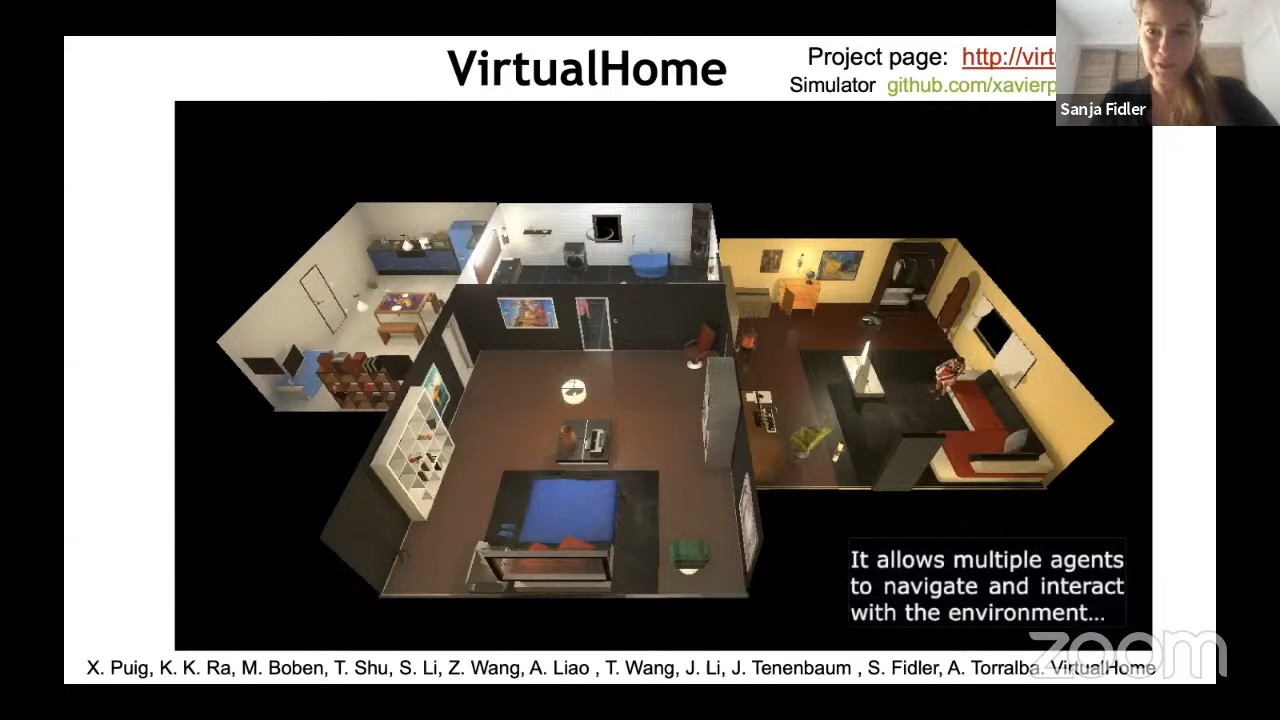 VirtualHome
Project page: http://virt
Simulator github.com/xavierp
Sanja Fidler
It allows multiple agents
to navigate and interact
with the environment...
zoom
X. Puig, K. K. Ra, M. Boben, T. Shu, S. Li, Z. Wang, A. Liao , T. Wang, J. Li, J. Tenenbaum , S. Fidler, A. Torralba. VirtualHome